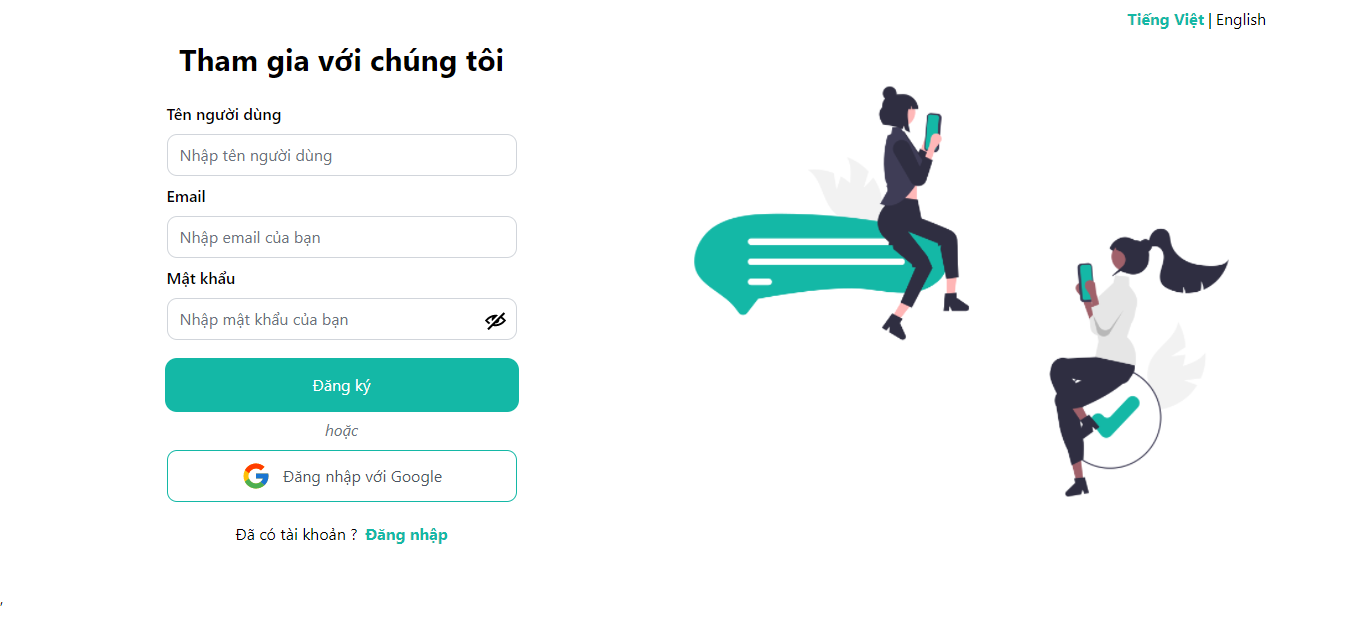 Tiếng Việt | English
Tham gia với chúng tôi
Tên người dùng
Nhập tên người dùng
Email
Nhập email của bạn
Mật khẩu
Nhập mật khẩu của bạn
Đăng ký
hoặc
Đăng nhập với Google
Đã có tài khoản ? Đăng nhập
,